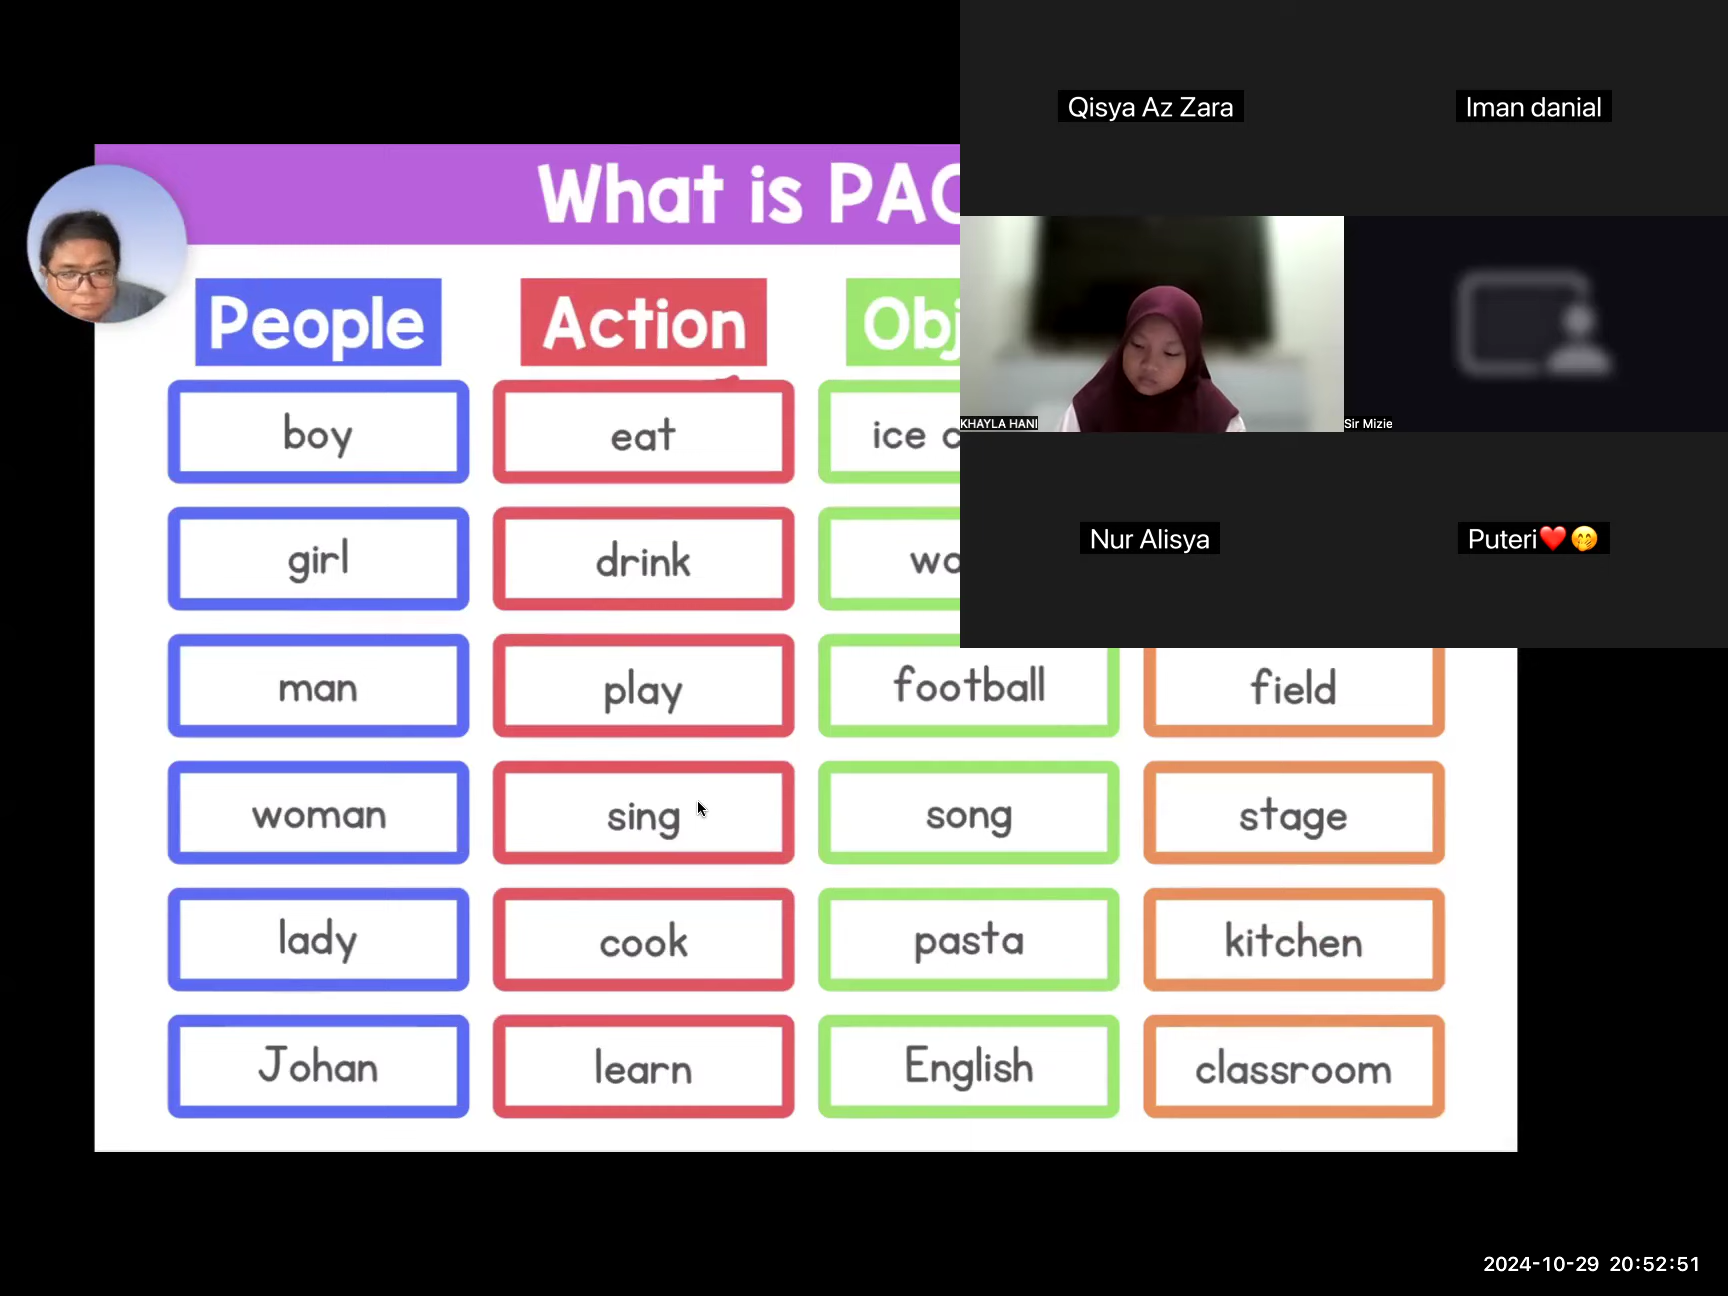 What is PAC
People Action Obj
boy eat ice c
girl drink
man play football field
woman sing song stage
lady cook pasta kitchen
Johan learn English classroom
Qisya Az Zara Iman danial
KHAYLA HANI Sir Mizie
Nur Alisya Puteri❤️🤭
2024-10-29 20:52:51